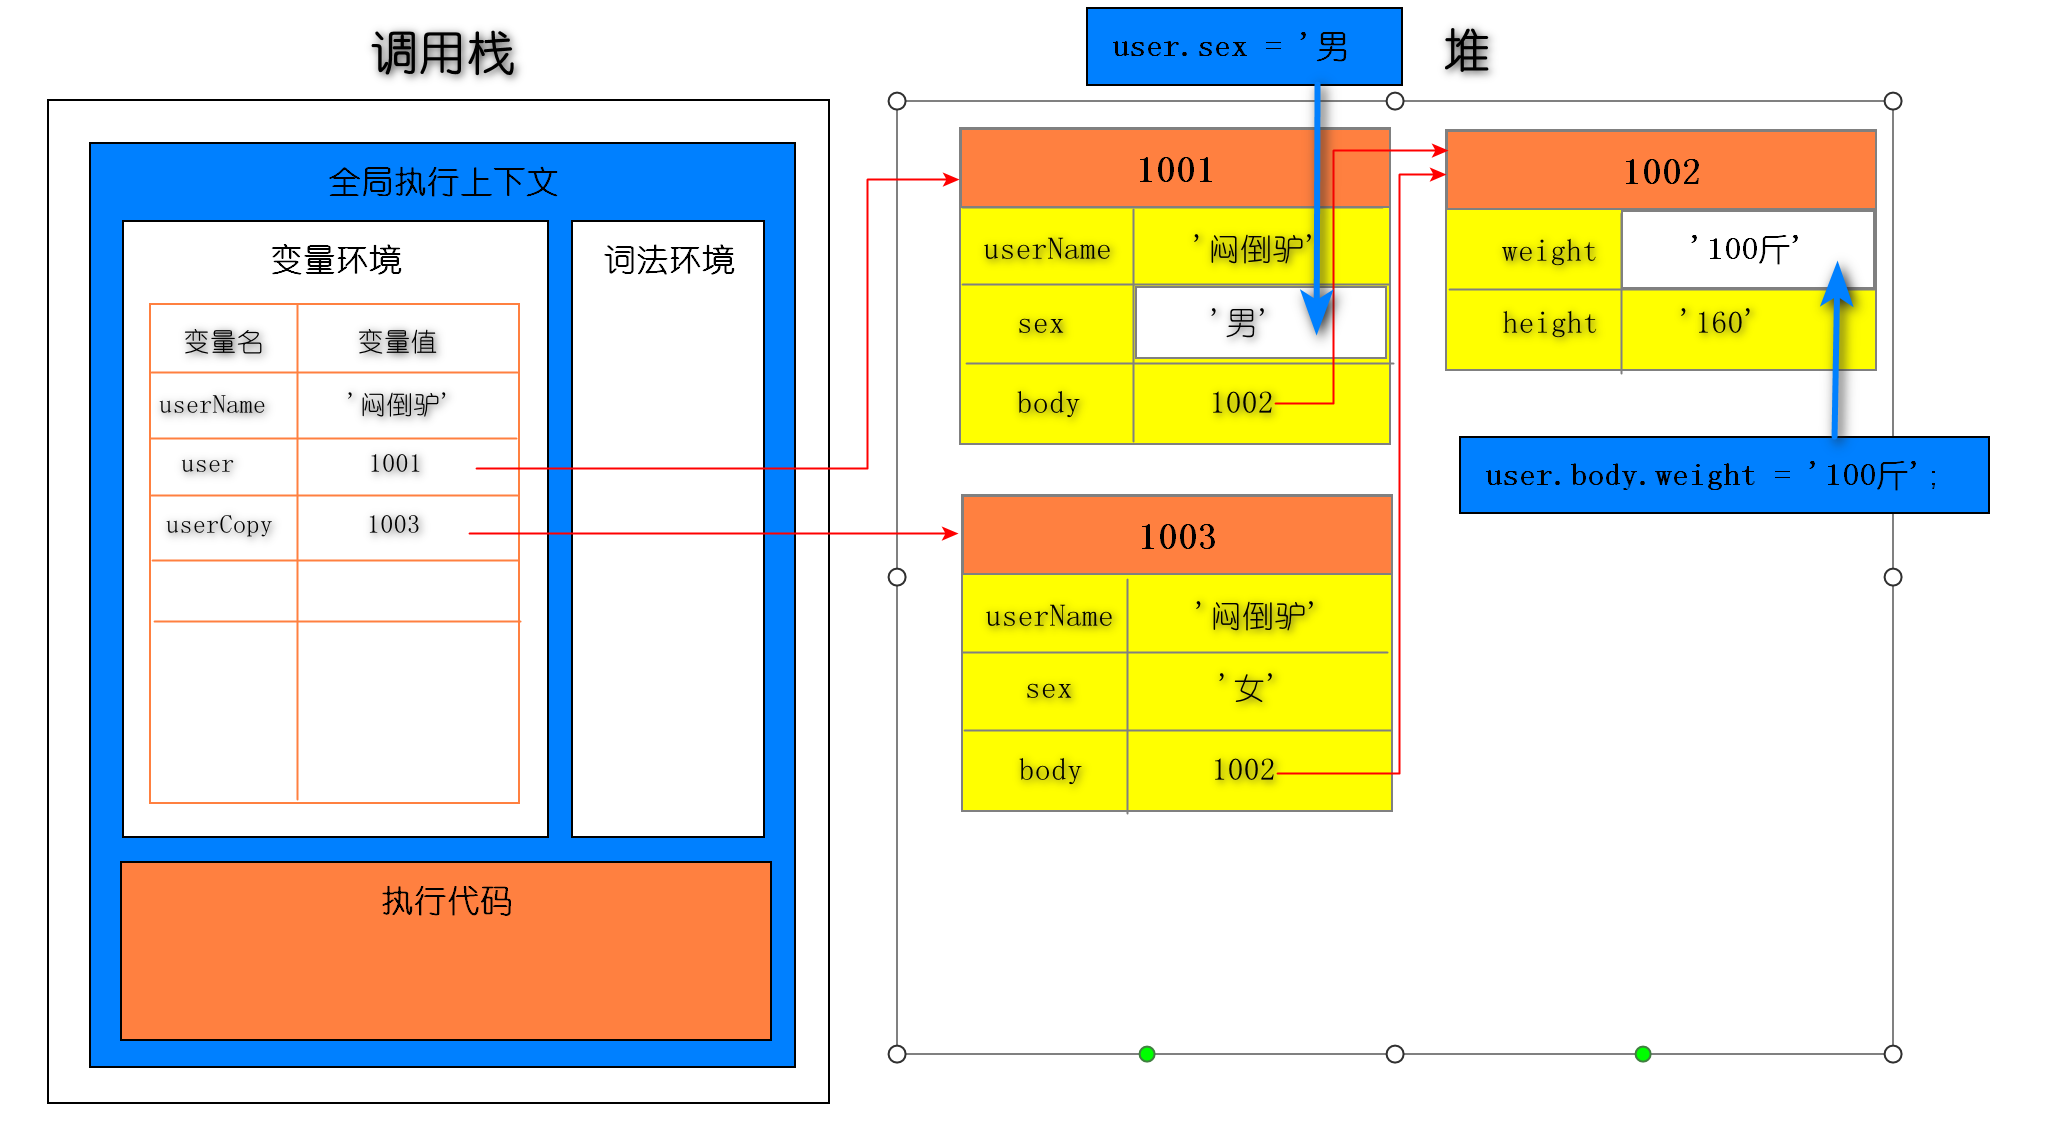 调用栈
全局执行上下文
变量环境
变量名 变量值
userName '闷倒驴'
user 1001
userCopy 1003
词法环境
执行代码
堆
user.sex = '男
1001
userName '闷倒驴'
sex '男'
body 1002
1002
weight '100斤'
height '160'
user.body.weight = '100斤';
1003
userName '闷倒驴'
sex '女'
body 1002